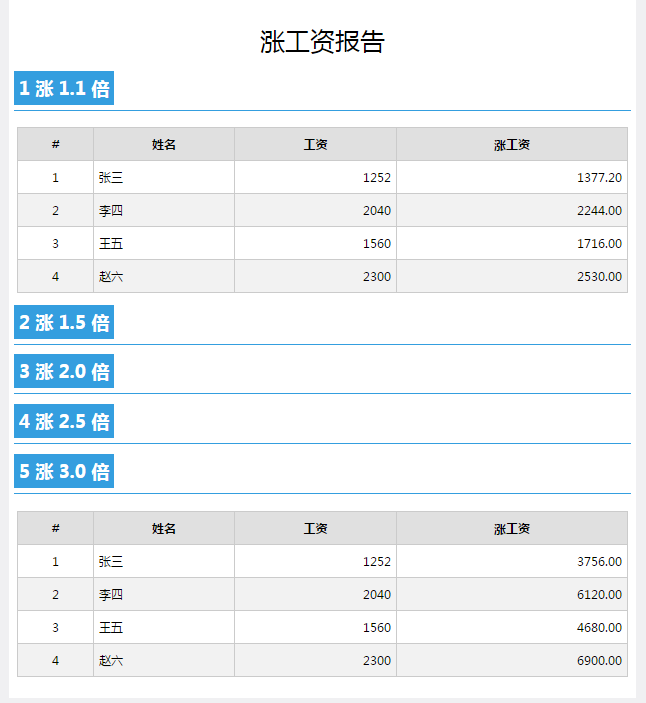 涨工资报告
1 涨 1.1 倍
# 姓名 工资 涨工资
1 张三 1252 1377.20
2 李四 2040 2244.00
3 王五 1560 1716.00
4 赵六 2300 2530.00
2 涨 1.5 倍
3 涨 2.0 倍
4 涨 2.5 倍
5 涨 3.0 倍
# 姓名 工资 涨工资
1 张三 1252 3756.00
2 李四 2040 6120.00
3 王五 1560 4680.00
4 赵六 2300 6900.00